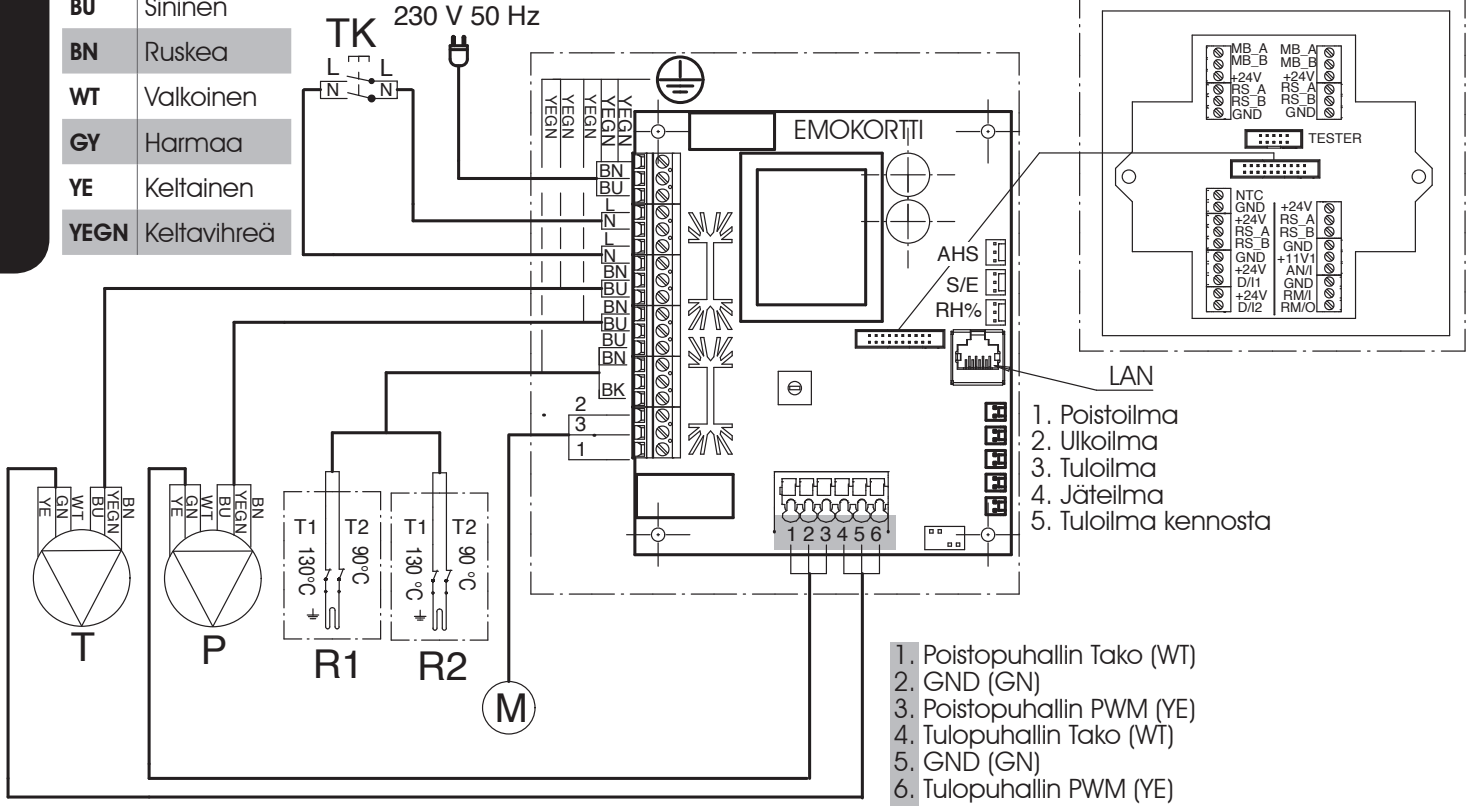 BU Sininen
BN Ruskea
WT Valkoinen
GY Harmaa
YE Keltainen
YEGN Keltavihreä
TK
230 V 50 Hz
L L
N N
YEGN
YEGN
YEGN
YEGN
YEGN
EMOKORTTI
BN
BU
L
N
L
N
BN
BU
BN
BU
BU
BN
BK
2
3
1
AHS
S/E
RH%
LAN
MB_A MB_A
MB_B MB_B
+24V +24V
RS_A RS_A
RS_B RS_B
GND GND
TESTER
NTC
GND
+24V
RS_A
RS_B
GND
+24V
D/I1
+24V
D/I2
+24V
RS_A
RS_B
GND
+11V1
AN/I
GND
RM/I
RM/O
1. Poistoilma
2. Ulkoilma
3. Tuloilma
4. Jäteilma
5. Tuloilma kennosta
1 2 3 4 5 6
YE
GN
WT
BU
YEGN
BN
T
YE
GN
WT
BU
YEGN
BN
P
T1 T2
130°C 90°C
R1
T1 T2
130 °C 90 °C
R2
M
1. Poistopuhallin Tako (WT)
2. GND (GN)
3. Poistopuhallin PWM (YE)
4. Tulopuhallin Tako (WT)
5. GND (GN)
6. Tulopuhallin PWM (YE)